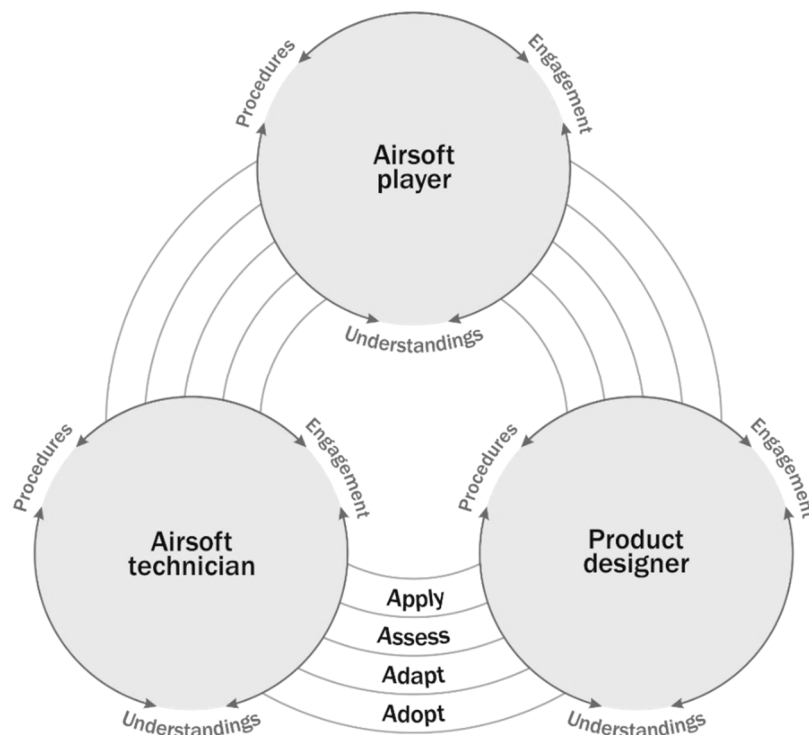 Procedures
Engagement
Airsoft
player
Understandings
Procedures
Engagement
Airsoft
technician
Understandings
Procedures
Engagement
Product
designer
Understandings
Apply
Assess
Adapt
Adopt